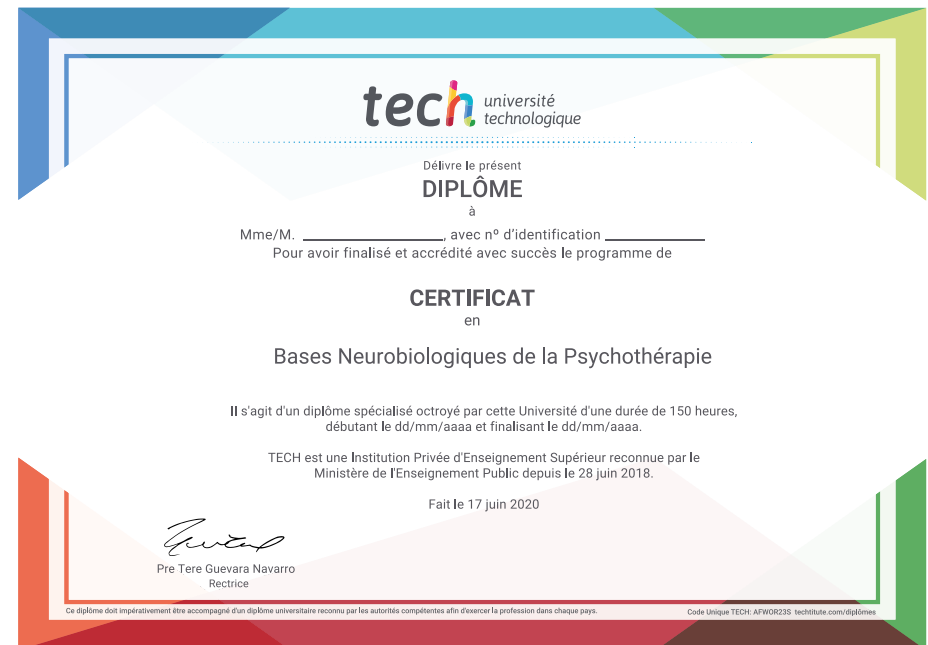 tech université
technologique
Délivre le présent
DIPLÔME
à
Mme/M. ____________________, avec nº d'identification ______________
Pour avoir finalisé et accrédité avec succès le programme de
CERTIFICAT
en
Bases Neurobiologiques de la Psychothérapie
Il s'agit d'un diplôme spécialisé octroyé par cette Université d'une durée de 150 heures,
débutant le dd/mm/aaaa et finalisant le dd/mm/aaaa.
TECH est une Institution Privée d'Enseignement Supérieur reconnue par le
Ministère de l'Enseignement Public depuis le 28 juin 2018.
Fait le 17 juin 2020
Pre Tere Guevara Navarro
Rectrice
Ce diplôme doit impérativement être accompagné d'un diplôme universitaire reconnu par les autorités compétentes afin d'exercer la profession dans chaque pays.
Code Unique TECH: AFWOR23S techtitute.com/diplômes